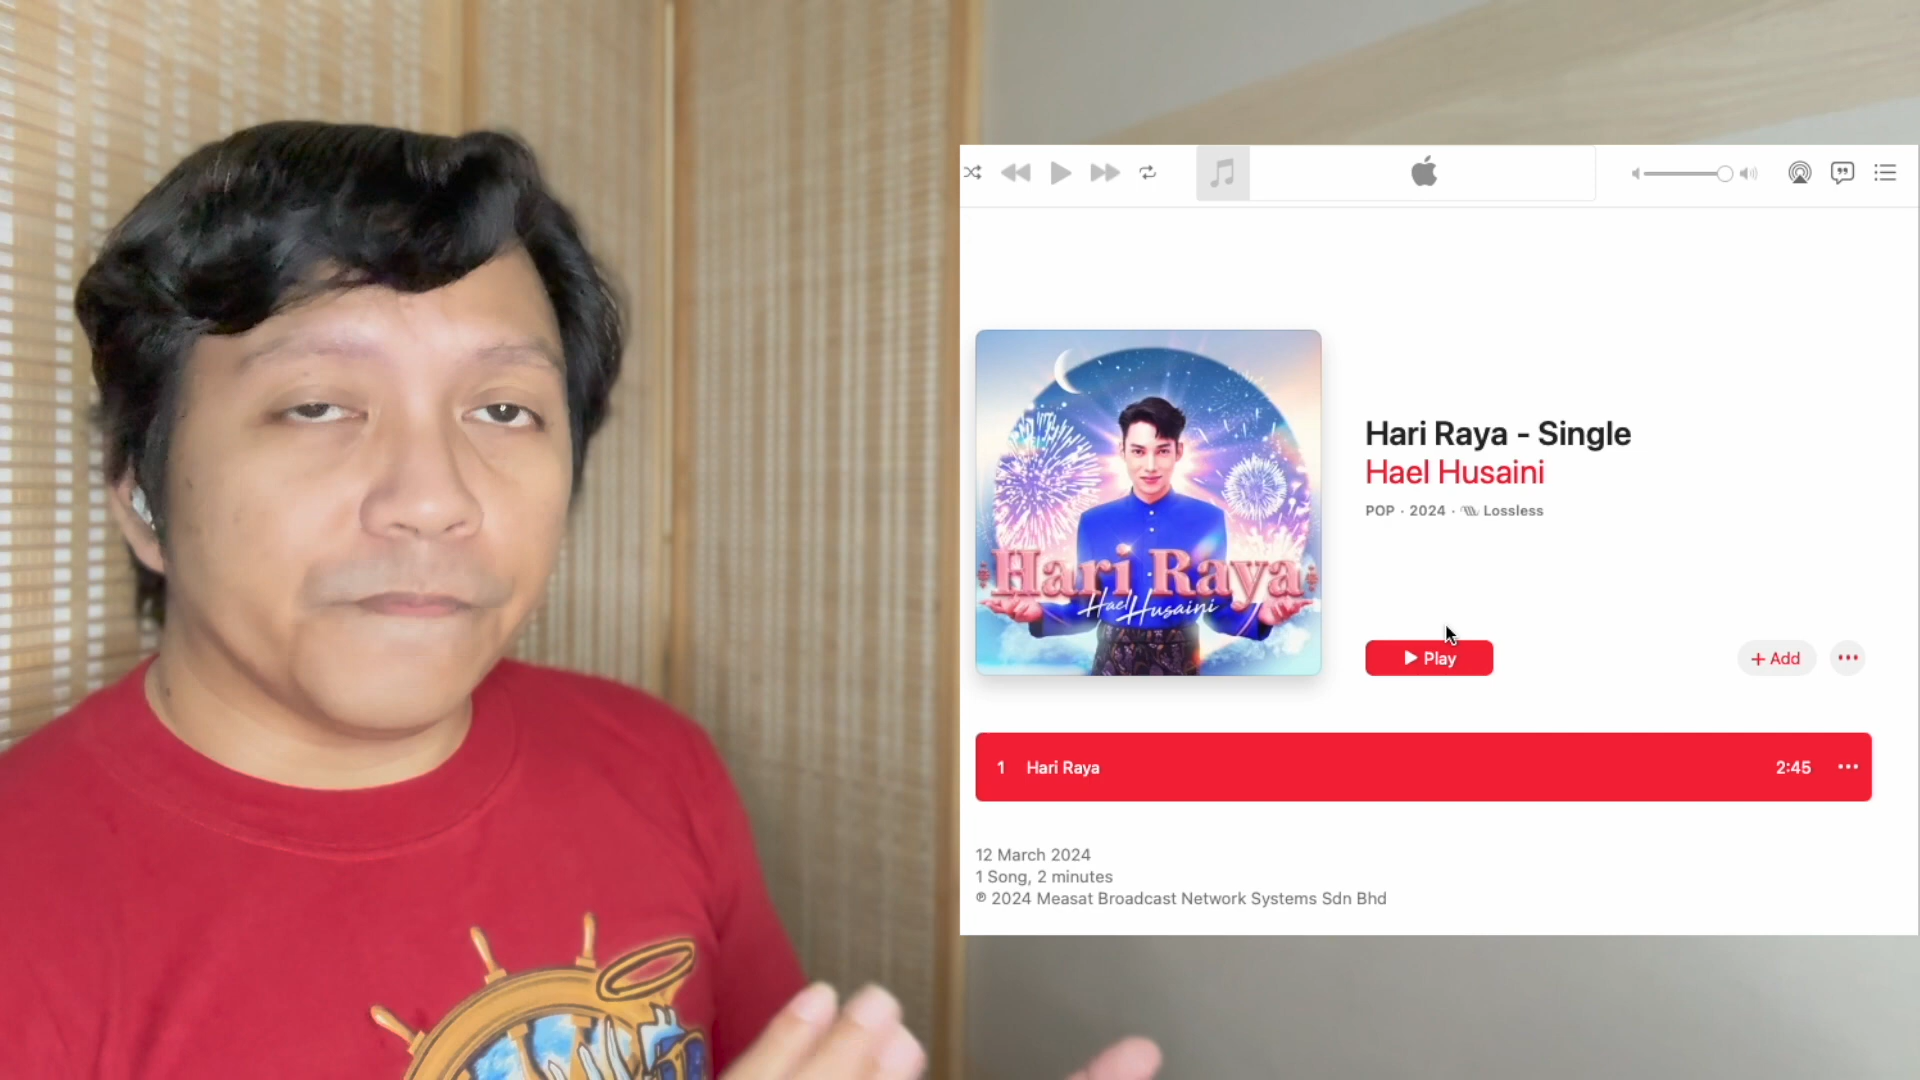 Hari Raya
Hael Husaini
Hari Raya - Single
Hael Husaini
POP · 2024 · Lossless
Play
+ Add
1 Hari Raya 2:45
12 March 2024
1 Song, 2 minutes
℗ 2024 Measat Broadcast Network Systems Sdn Bhd